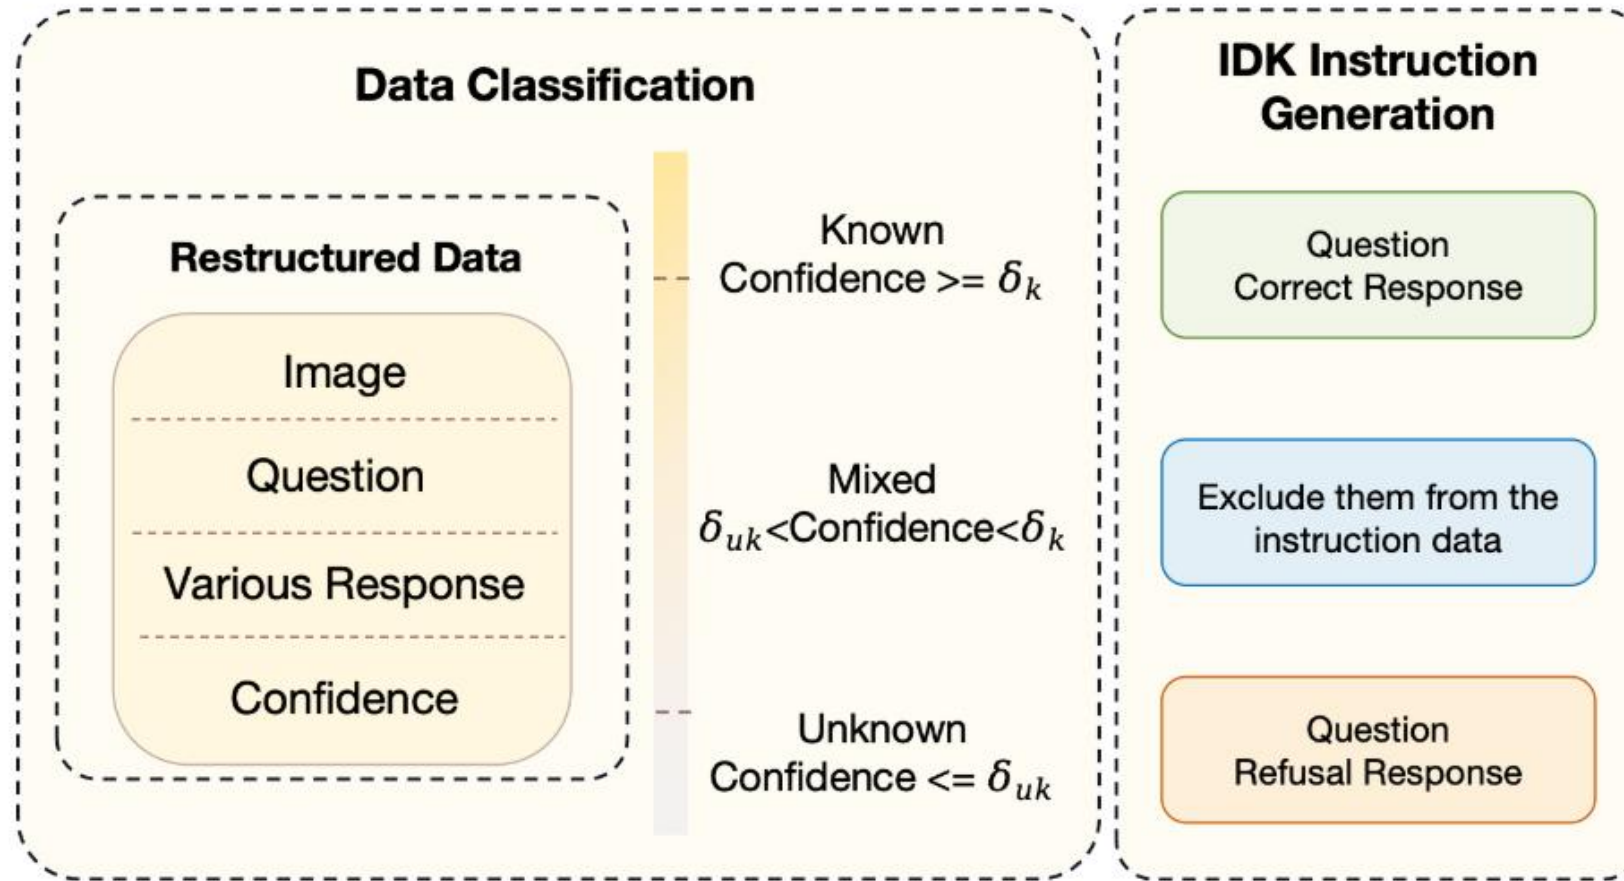 Data Classification
Restructured Data
Image
Question
Various Response
Confidence
Known
Confidence >= δₖ
Mixed
δᵤₖ<Confidence<δₖ
Unknown
Confidence <= δᵤₖ
IDK Instruction
Generation
Question
Correct Response
Exclude them from the
instruction data
Question
Refusal Response